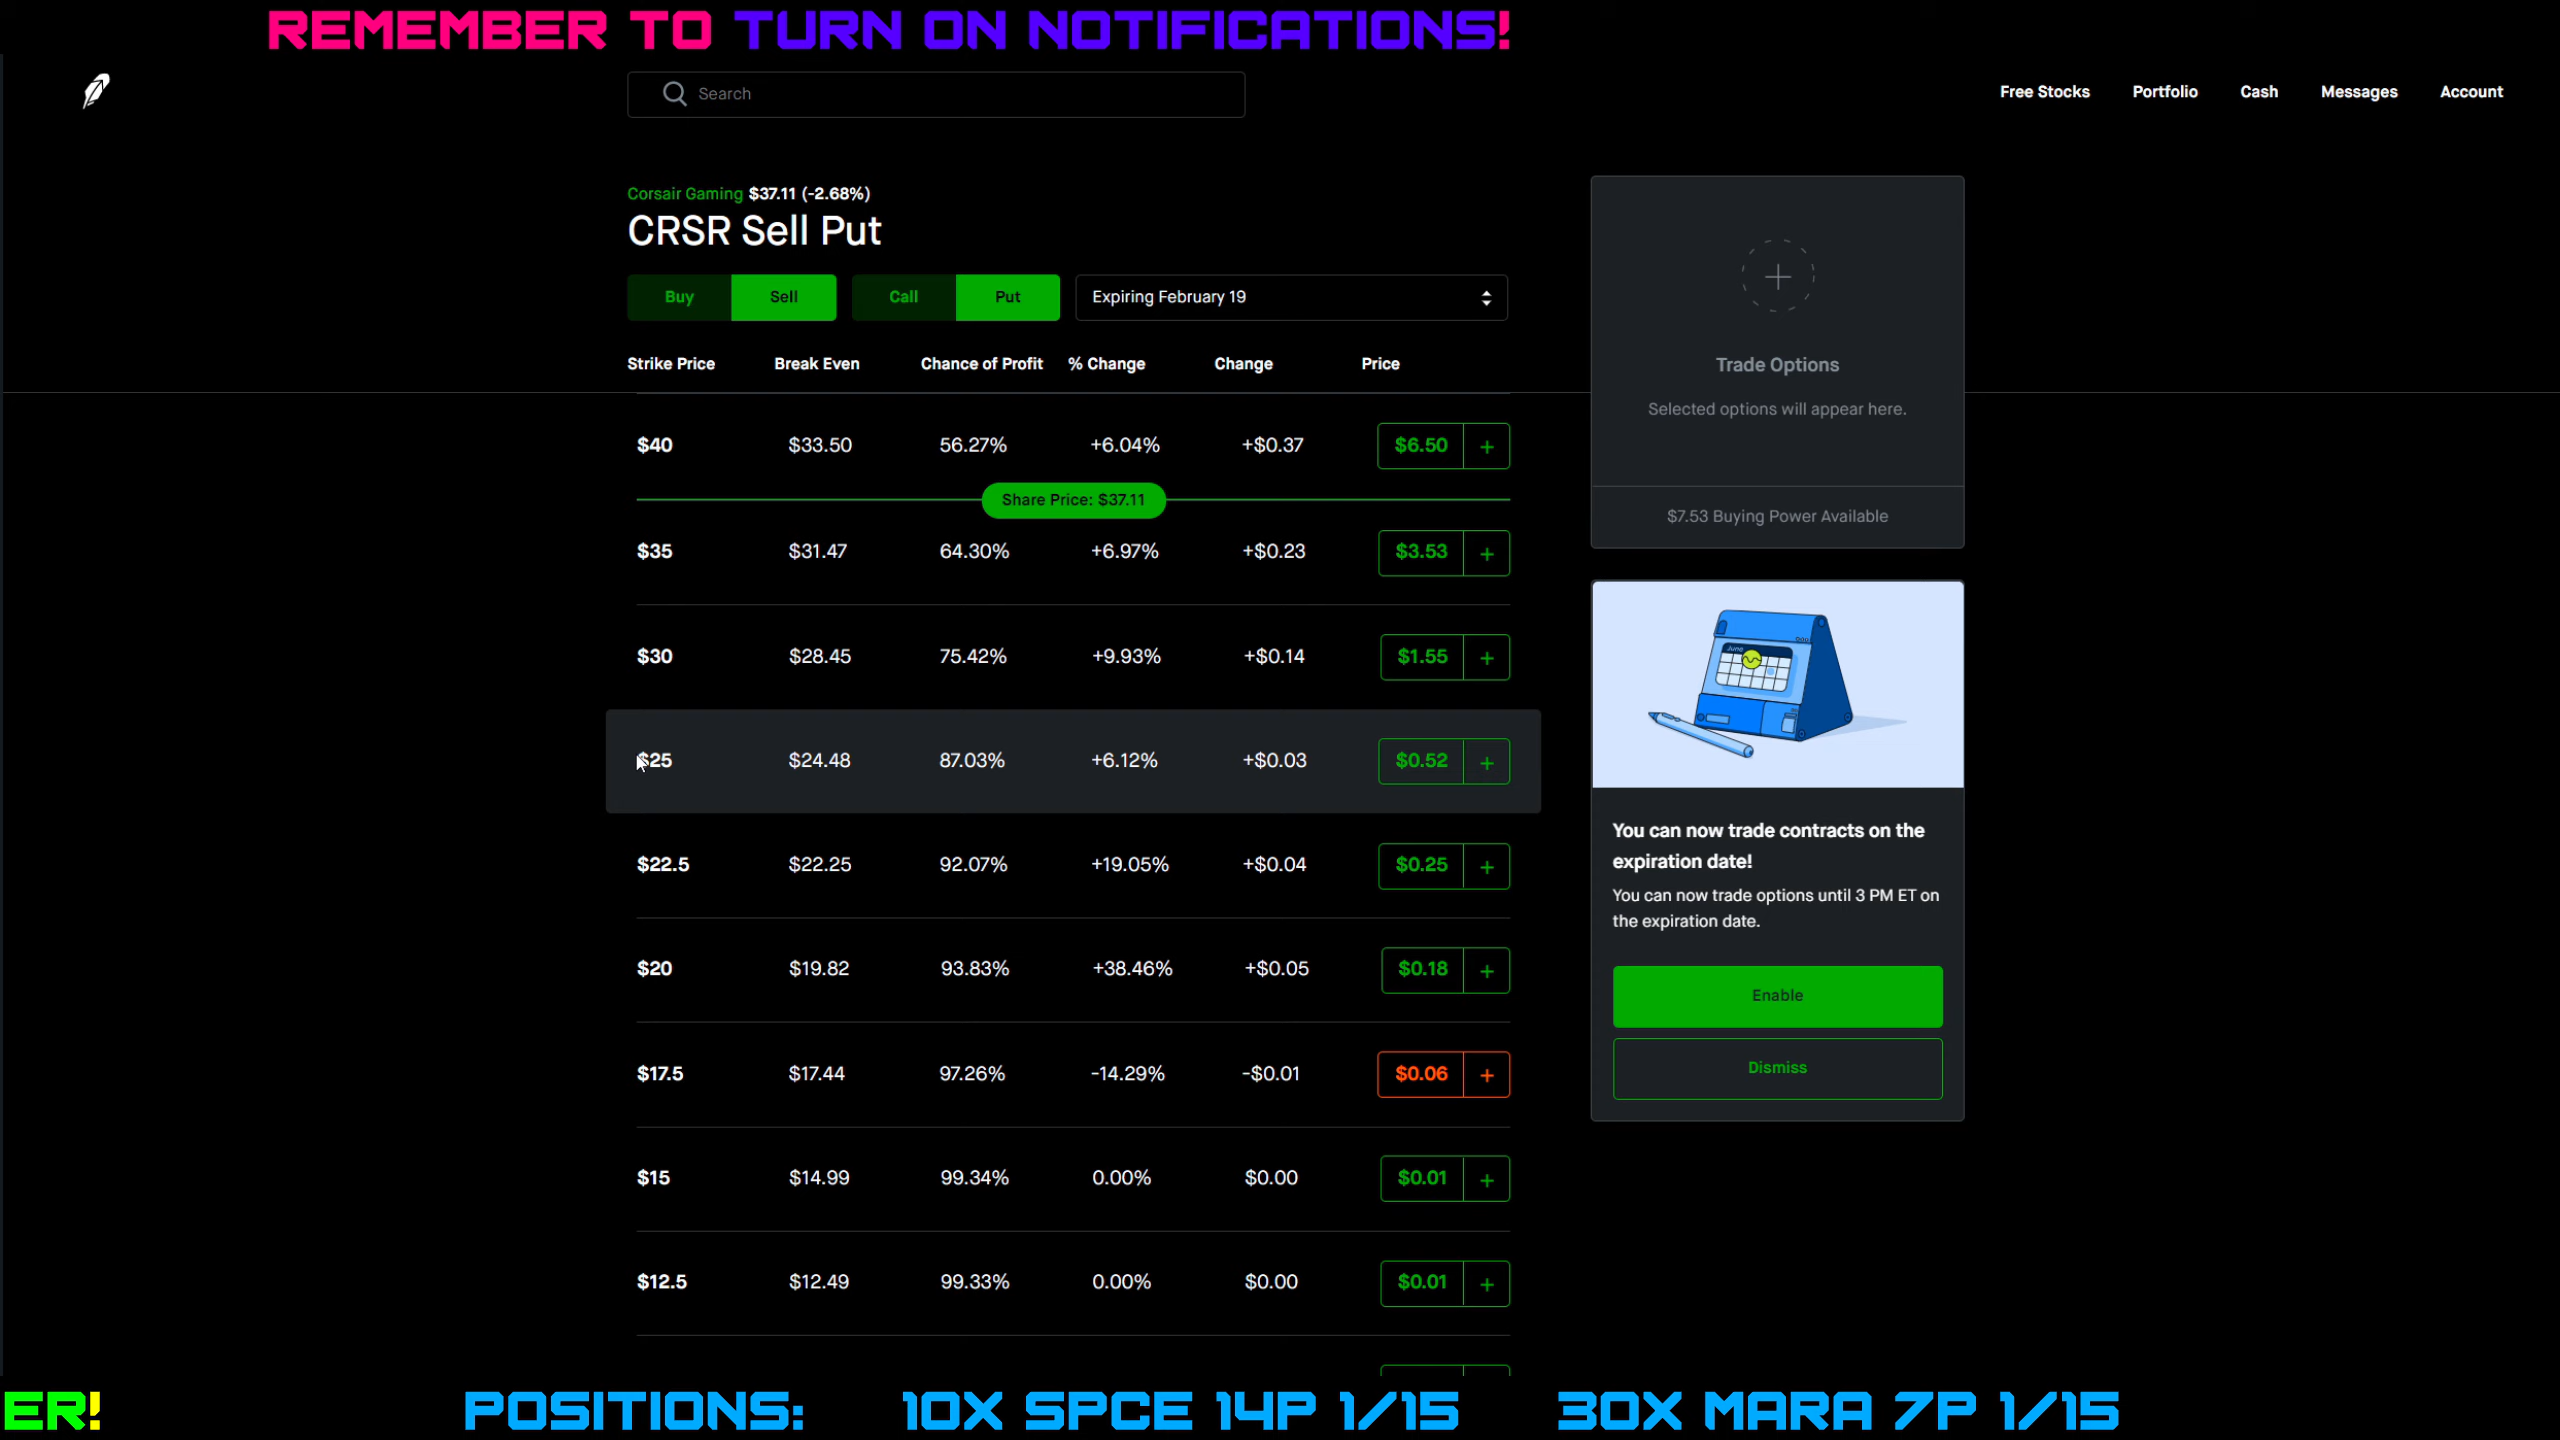 REMEMBER TO TURN ON NOTIFICATIONS!
Search
Free Stocks Portfolio Cash Messages Account
Corsair Gaming $37.11 (-2.68%)
CRSR Sell Put
Buy Sell Call Put Expiring February 19
Strike Price Break Even Chance of Profit % Change Change Price
$40 $33.50 56.27% +6.04% +$0.37 $6.50 +
Share Price: $37.11
$35 $31.47 64.30% +6.97% +$0.23 $3.53 +
$30 $28.45 75.42% +9.93% +$0.14 $1.55 +
$25 $24.48 87.03% +6.12% +$0.03 $0.52 +
$22.5 $22.25 92.07% +19.05% +$0.04 $0.25 +
$20 $19.82 93.83% +38.46% +$0.05 $0.18 +
$17.5 $17.44 97.26% -14.29% -$0.01 $0.06 +
$15 $14.99 99.34% 0.00% $0.00 $0.01 +
$12.5 $12.49 99.33% 0.00% $0.00 $0.01 +
Trade Options
Selected options will appear here.
$7.53 Buying Power Available
June
You can now trade contracts on the
expiration date!
You can now trade options until 3 PM ET on
the expiration date.
Enable
Dismiss
ER! POSITIONS: 10X SPCE 14P 1/15 30X MARA 7P 1/15